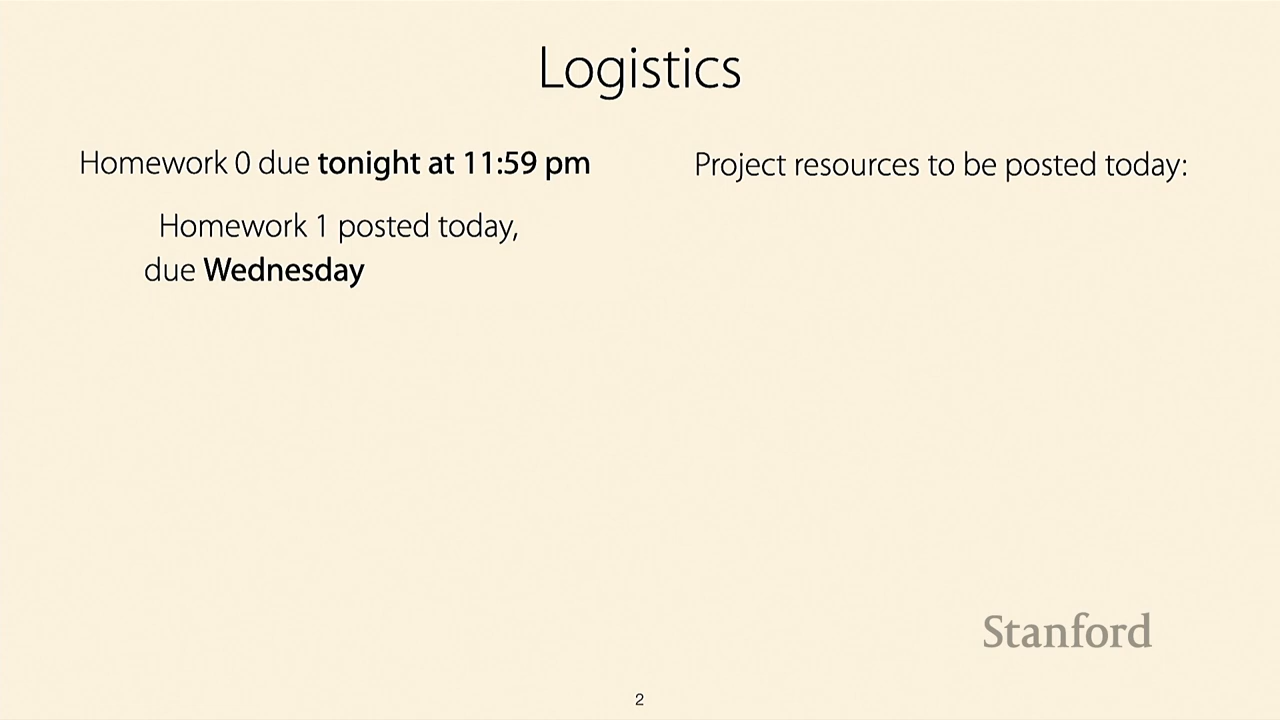 Logistics
Homework 0 due tonight at 11:59 pm
Homework 1 posted today,
due Wednesday
Project resources to be posted today:
Stanford
2